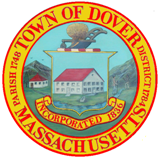 TOWN OF DOVER
PARISH 1748
DISTRICT 1784
INCORPORATED 1836
MASSACHUSETTS